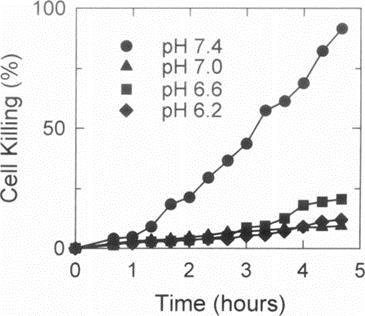 100
50
0
Cell Killing (%)
pH 7.4
pH 7.0
pH 6.6
pH 6.2
0 1 2 3 4 5
Time (hours)